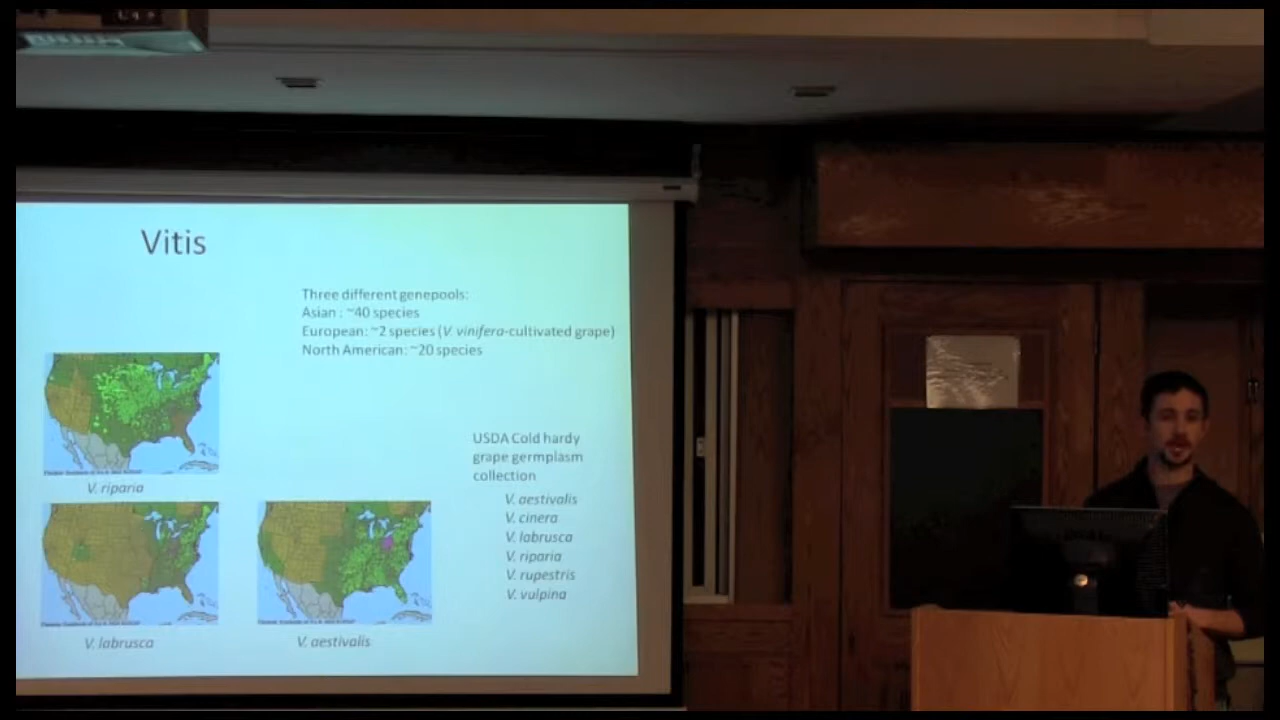 Vitis
Three different genepools:
Asian : ~40 species
European: ~2 species (V. vinifera-cultivated grape)
North American: ~20 species
V. riparia
V. labrusca
V. aestivalis
USDA Cold hardy
grape germplasm
collection
V. aestivalis
V. cinera
V. labrusca
V. riparia
V. rupestris
V. vulpina